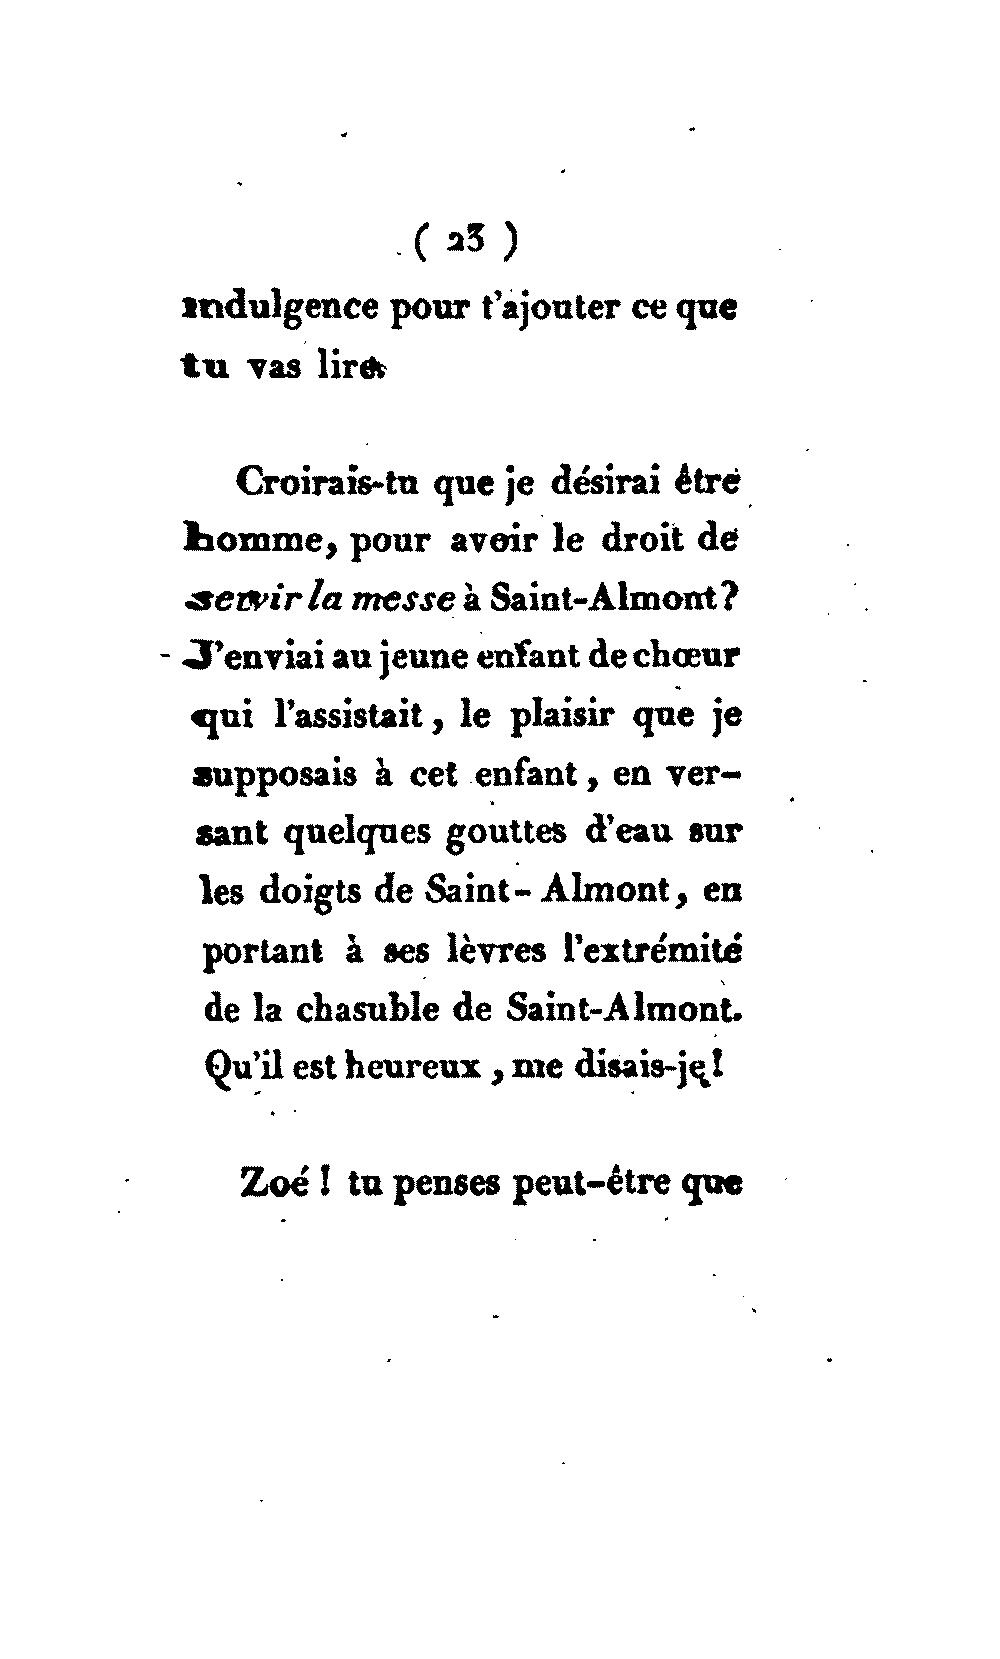 ( 23 )
indulgence pour t'ajouter ce que
tu vas lire.
Croirais-tu que je désirai être
homme, pour avoir le droit de
servir la messe à Saint-Almont?
J'enviai au jeune enfant de chœur
qui l'assistait, le plaisir que je
supposais à cet enfant, en ver-
sant quelques gouttes d'eau sur
les doigts de Saint-Almont, en
portant à ses lèvres l'extrémité
de la chasuble de Saint-Almont.
Qu'il est heureux, me disais-je!
Zoé! tu penses peut-être que